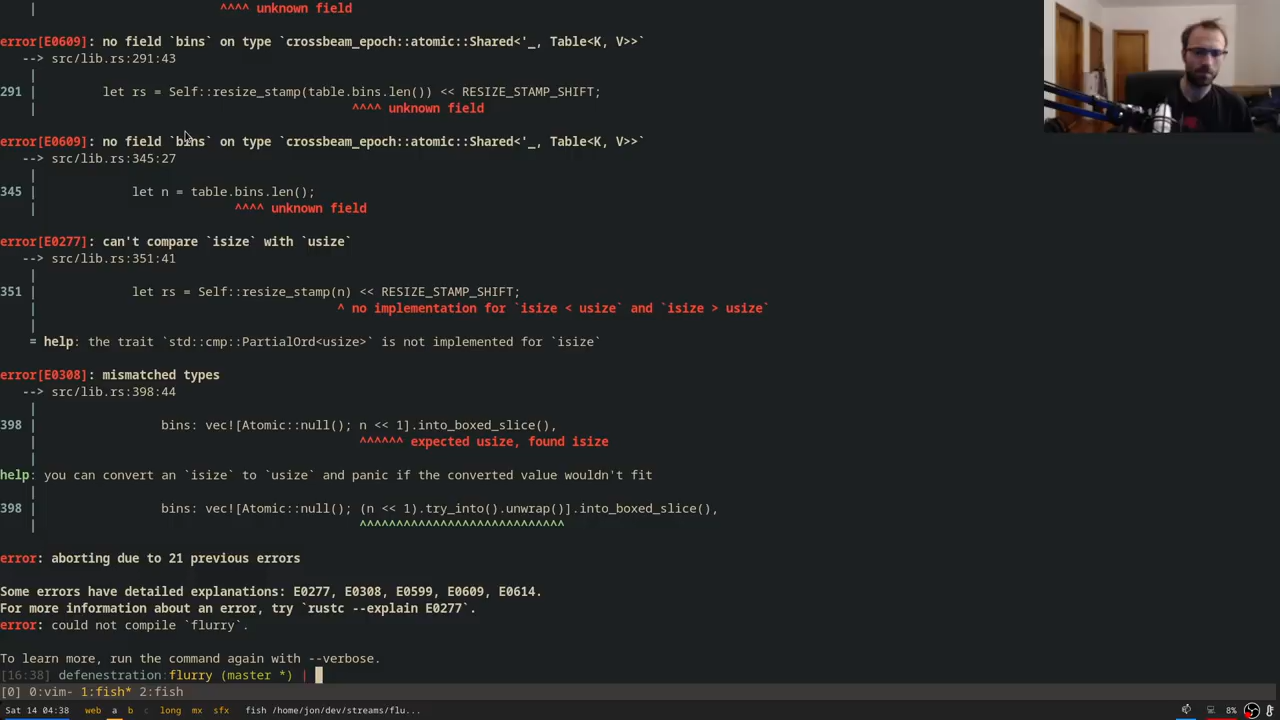 |                         ^^^^ unknown field
error[E0609]: no field `bins` on type `crossbeam_epoch::atomic::Shared<'_, Table<K, V>>`
--> src/lib.rs:291:43
|
291 |         let rs = Self::resize_stamp(table.bins.len()) << RESIZE_STAMP_SHIFT;
|                                           ^^^^ unknown field
error[E0609]: no field `bins` on type `crossbeam_epoch::atomic::Shared<'_, Table<K, V>>`
--> src/lib.rs:345:27
|
345 |             let n = table.bins.len();
|                           ^^^^ unknown field
error[E0277]: can't compare `isize` with `usize`
--> src/lib.rs:351:41
|
351 |             let rs = Self::resize_stamp(n) << RESIZE_STAMP_SHIFT;
|                                         ^ no implementation for `isize < usize` and `isize > usize`
|
= help: the trait `std::cmp::PartialOrd<usize>` is not implemented for `isize`
error[E0308]: mismatched types
--> src/lib.rs:398:44
|
398 |                 bins: vec![Atomic::null(); n << 1].into_boxed_slice(),
|                                            ^^^^^^ expected usize, found isize
|
help: you can convert an `isize` to `usize` and panic if the converted value wouldn't fit
|
398 |                 bins: vec![Atomic::null(); (n << 1).try_into().unwrap()].into_boxed_slice(),
|                                            ^^^^^^^^^^^^^^^^^^^^^^^^^^^^
error: aborting due to 21 previous errors
Some errors have detailed explanations: E0277, E0308, E0599, E0609, E0614.
For more information about an error, try `rustc --explain E0277`.
error: could not compile `flurry`.
To learn more, run the command again with --verbose.
[16:38] defenestration:flurry (master *) |
[0] 0:vim- 1:fish* 2:fish
Sat 14 04:38 web a b c long mx sfx fish /home/jon/dev/streams/flu... 8%